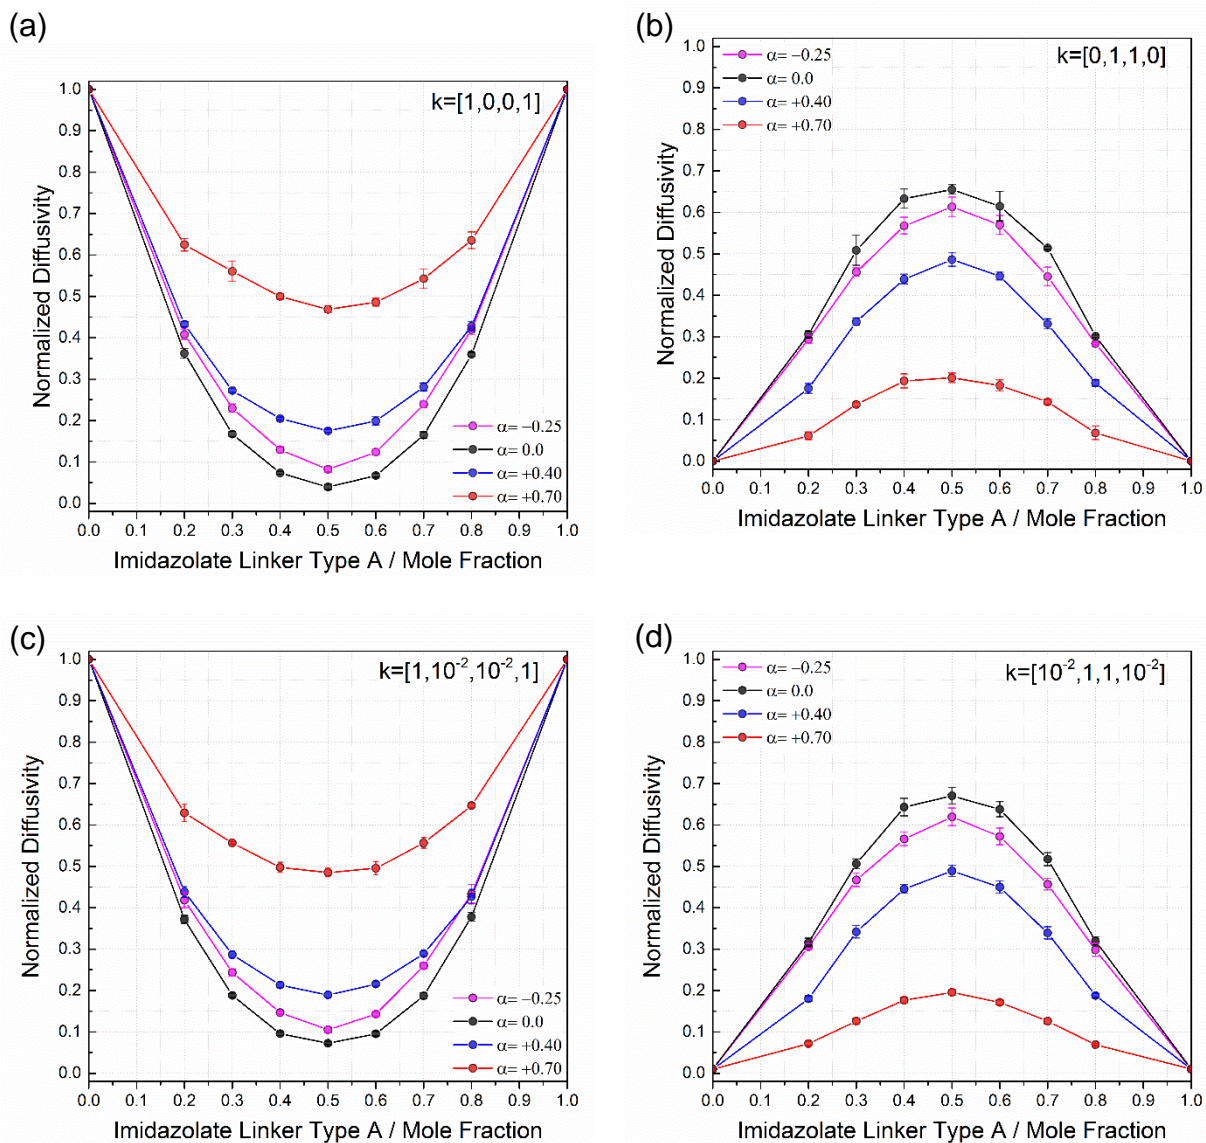 (a)
k=[1,0,0,1]
Normalized Diffusivity
1.0
0.9
0.8
0.7
0.6
0.5
0.4
0.3
0.2
0.1
0.0
α= −0.25
α= 0.0
α= +0.40
α= +0.70
0.0 0.1 0.2 0.3 0.4 0.5 0.6 0.7 0.8 0.9 1.0
Imidazolate Linker Type A / Mole Fraction
(b)
k=[0,1,1,0]
α= −0.25
α= 0.0
α= +0.40
α= +0.70
Normalized Diffusivity
1.0
0.9
0.8
0.7
0.6
0.5
0.4
0.3
0.2
0.1
0.0
0.0 0.1 0.2 0.3 0.4 0.5 0.6 0.7 0.8 0.9 1.0
Imidazolate Linker Type A / Mole Fraction
(c)
k=[1,10⁻²,10⁻²,1]
Normalized Diffusivity
1.0
0.9
0.8
0.7
0.6
0.5
0.4
0.3
0.2
0.1
0.0
α= −0.25
α= 0.0
α= +0.40
α= +0.70
0.0 0.1 0.2 0.3 0.4 0.5 0.6 0.7 0.8 0.9 1.0
Imidazolate Linker Type A / Mole Fraction
(d)
k=[10⁻²,1,1,10⁻²]
α= −0.25
α= 0.0
α= +0.40
α= +0.70
Normalized Diffusivity
1.0
0.9
0.8
0.7
0.6
0.5
0.4
0.3
0.2
0.1
0.0
0.0 0.1 0.2 0.3 0.4 0.5 0.6 0.7 0.8 0.9 1.0
Imidazolate Linker Type A / Mole Fraction